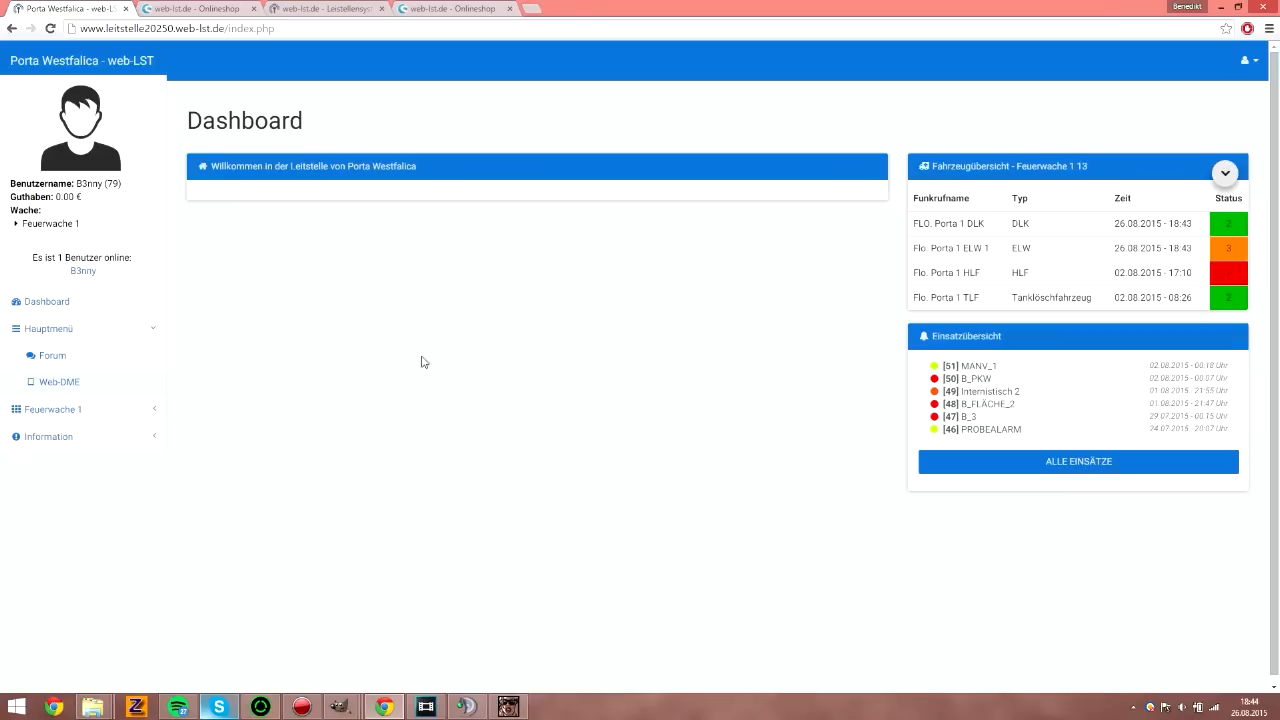 Porta Westfalica - web-LS
web-lst.de - Onlineshop
web-lst.de - Leistellensyst
web-lst.de - Onlineshop
Benedikt
www.leitstelle20250.web-lst.de/index.php
Porta Westfalica - web-LST
Dashboard
Benutzername: B3nny (79)
Guthaben: 0.00 €
Wache:
Feuerwache 1
Es ist 1 Benutzer online:
B3nny
Dashboard
Hauptmenü
Forum
Web-DME
Feuerwache 1
Information
Willkommen in der Leitstelle von Porta Westfalica
Fahrzeugübersicht - Feuerwache 1 13
Funkrufname Typ Zeit Status
FLO. Porta 1 DLK DLK 26.08.2015 - 18:43 2
Flo. Porta 1 ELW 1 ELW 26.08.2015 - 18:43 3
Flo. Porta 1 HLF HLF 02.08.2015 - 17:10
Flo. Porta 1 TLF Tanklöschfahrzeug 02.08.2015 - 08:26 2
Einsatzübersicht
[51] MANV_1 02.08.2015 - 00:18 Uhr
[50] B_PKW 02.08.2015 - 00:07 Uhr
[49] Internistisch 2 01.08.2015 - 21:55 Uhr
[48] B_FLÄCHE_2 01.08.2015 - 21:47 Uhr
[47] B_3 29.07.2015 - 00:15 Uhr
[46] PROBEALARM 24.07.2015 - 20:07 Uhr
ALLE EINSÄTZE
18:44
26.08.2015